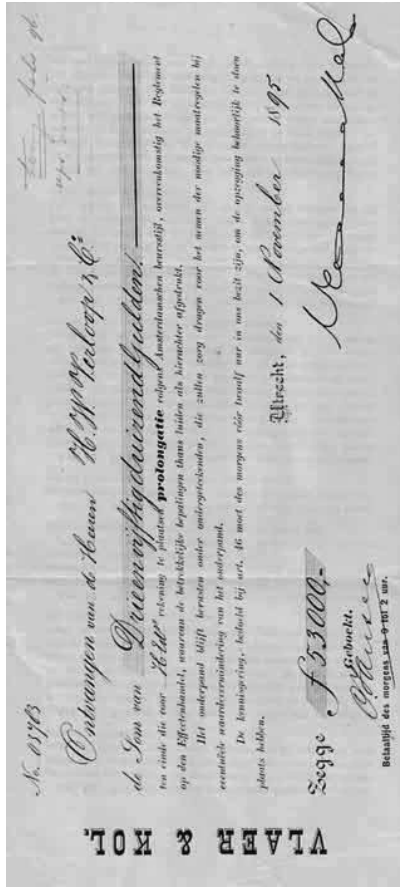 VLAER & KOL.
No. 03703
Ontvangen van de Heeren H. W. Verloop & Co.
de Som van Drieenvijftigduizend Gulden!
ten einde die voor H.W. rekening te plaatsen prolongatie volgens Amsterdamschen beurstijd, overeenkomstig het Reglement
op den Effectenhandel, waarvan de betrekkelijke bepalingen thans luiden als hierachter afgedrukt.
Het onderpand blijft berusten onder ondergeteekenden, die zullen zorg dragen voor het nemen der noodige maatregelen bij
eventuele waardevermindering van het onderpand.
De kennisgeving, bedoeld bij art. 46 moet des morgens vóór twaalf uur in ons bezit zijn, om de opzegging behoorlijk te doen
plaats hebben.
Utrecht, den 1 November 1895
Zegge f 53000,-
Geboekt.
Betaaltijd des morgens van 9 tot 2 uur.